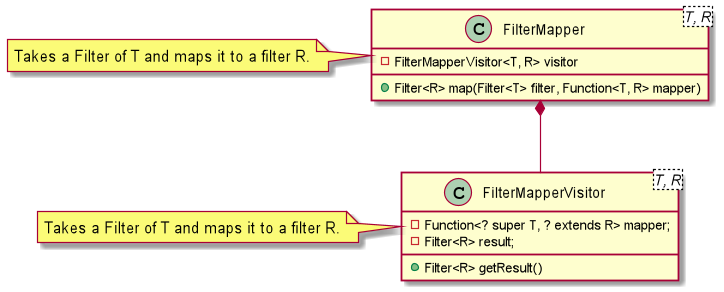 T, R
C FilterMapper
Takes a Filter of T and maps it to a filter R.
FilterMapperVisitor<T, R> visitor
Filter<R> map(Filter<T> filter, Function<T, R> mapper)
T, R
C FilterMapperVisitor
Takes a Filter of T and maps it to a filter R.
Function<? super T, ? extends R> mapper;
Filter<R> result;
Filter<R> getResult()